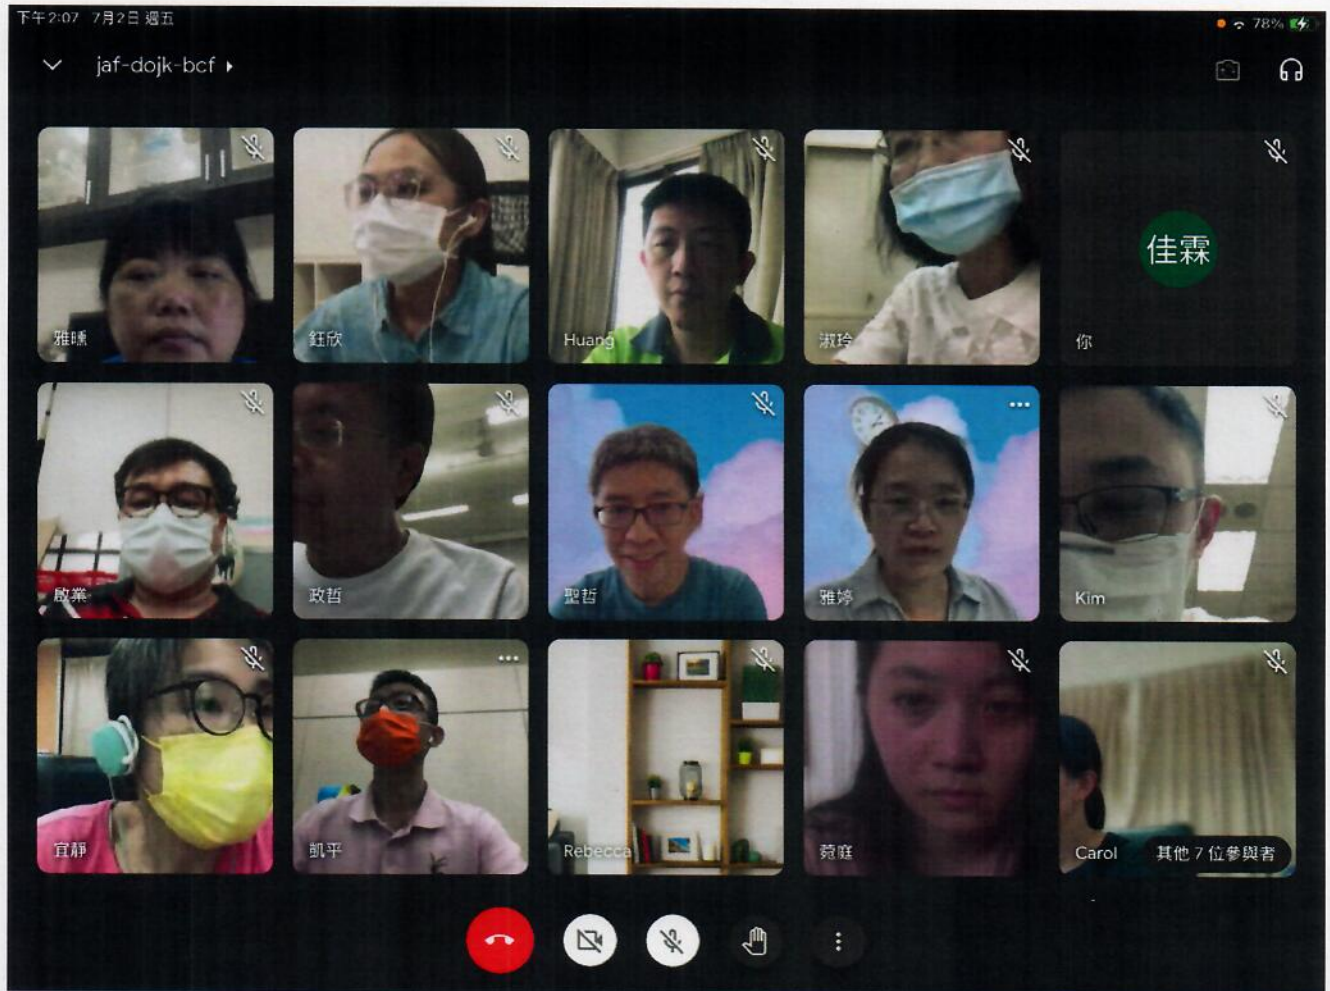 下午2:07 7月2日 週五
78%
jaf-dojk-bcf
雅曛
鈺欣
Huang
淑玲
佳霖
你
啟業
政哲
聖哲
雅婷
Kim
宜靜
凱平
Rebecca
菀庭
Carol
其他 7 位參與者